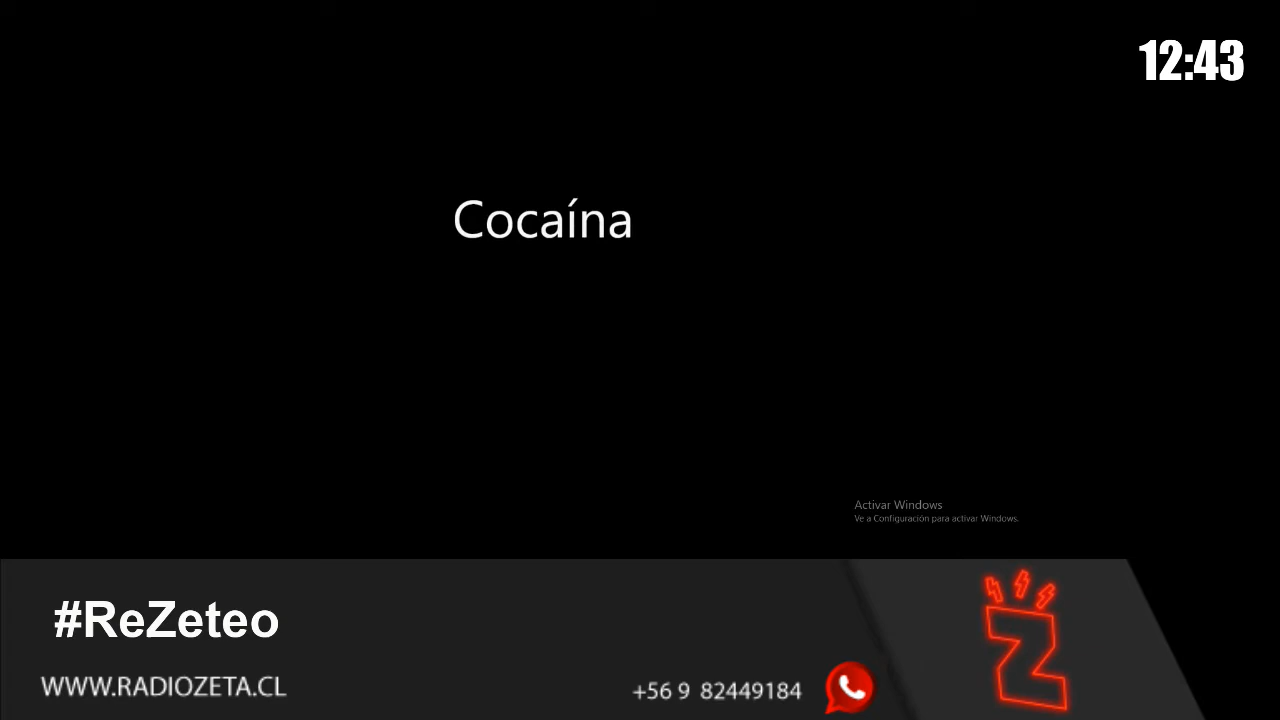 12:43
Cocaína
Activar Windows
Ve a Configuración para activar Windows.
#ReZeteo
WWW.RADIOZETA.CL
+56 9 82449184
Z